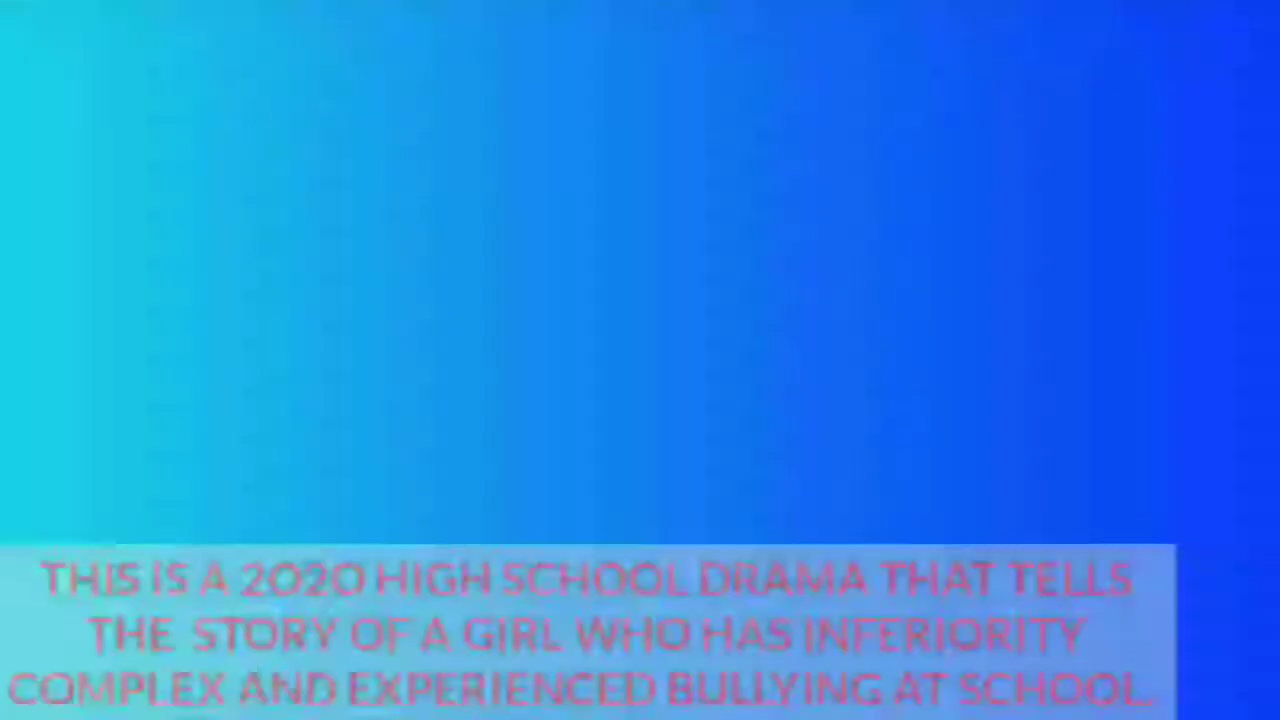 THIS IS A 2020 HIGH SCHOOL DRAMA THAT TELLS
THE STORY OF A GIRL WHO HAS INFERIORITY
COMPLEX AND EXPERIENCED BULLYING AT SCHOOL.